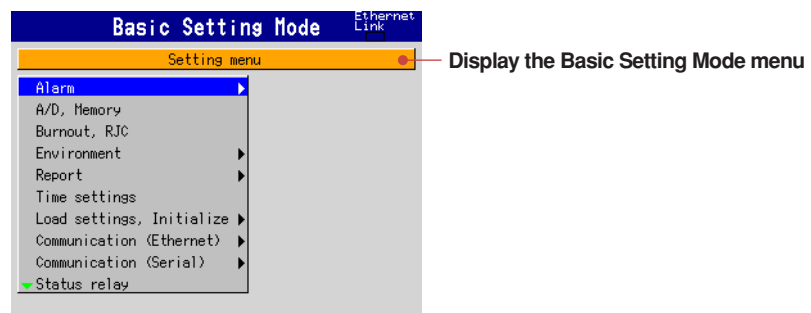 Basic Setting Mode
Ethernet
Link
Setting menu
Display the Basic Setting Mode menu
Alarm
A/D, Memory
Burnout, RJC
Environment
Report
Time settings
Load settings, Initialize
Communication (Ethernet)
Communication (Serial)
Status relay